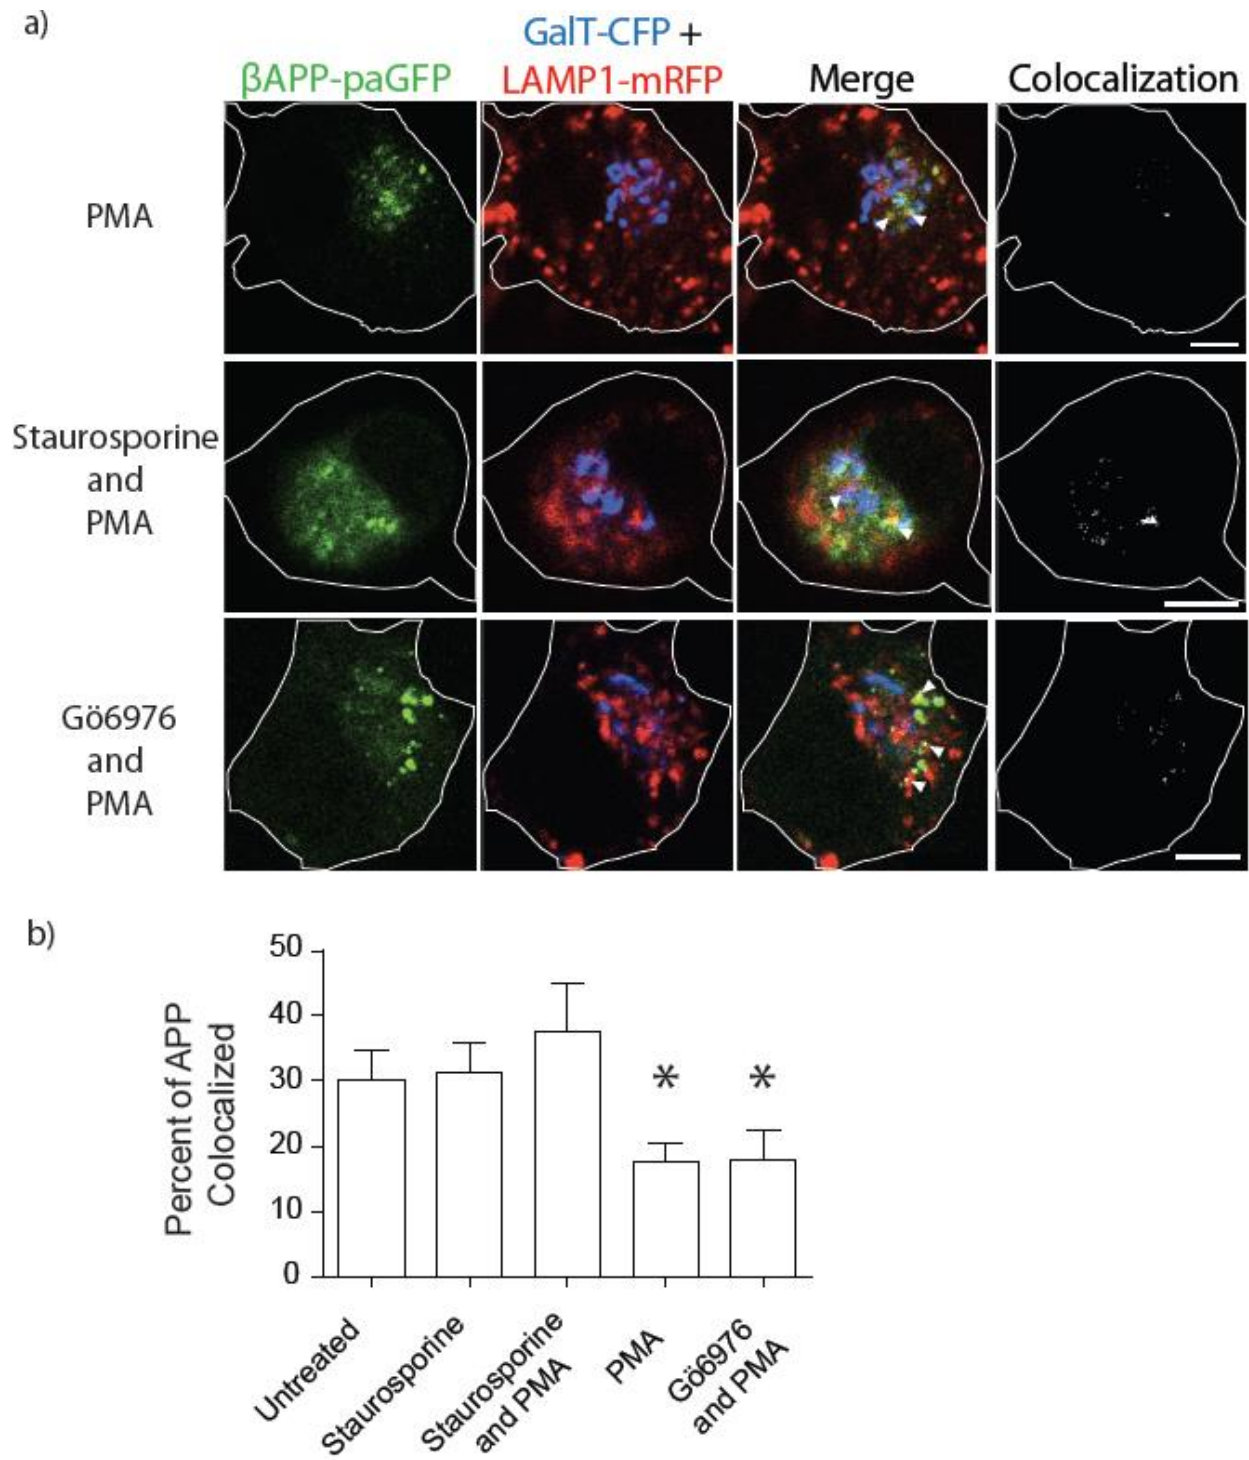 a)
GalT-CFP +
βAPP-paGFP LAMP1-mRFP Merge Colocalization
PMA
Staurosporine
and
PMA
Gö6976
and
PMA
b)
Percent of APP
Colocalized
50
40
30
20
10
0
* *
Untreated
Staurosporine
Staurosporine
and PMA
PMA
Gö6976
and PMA